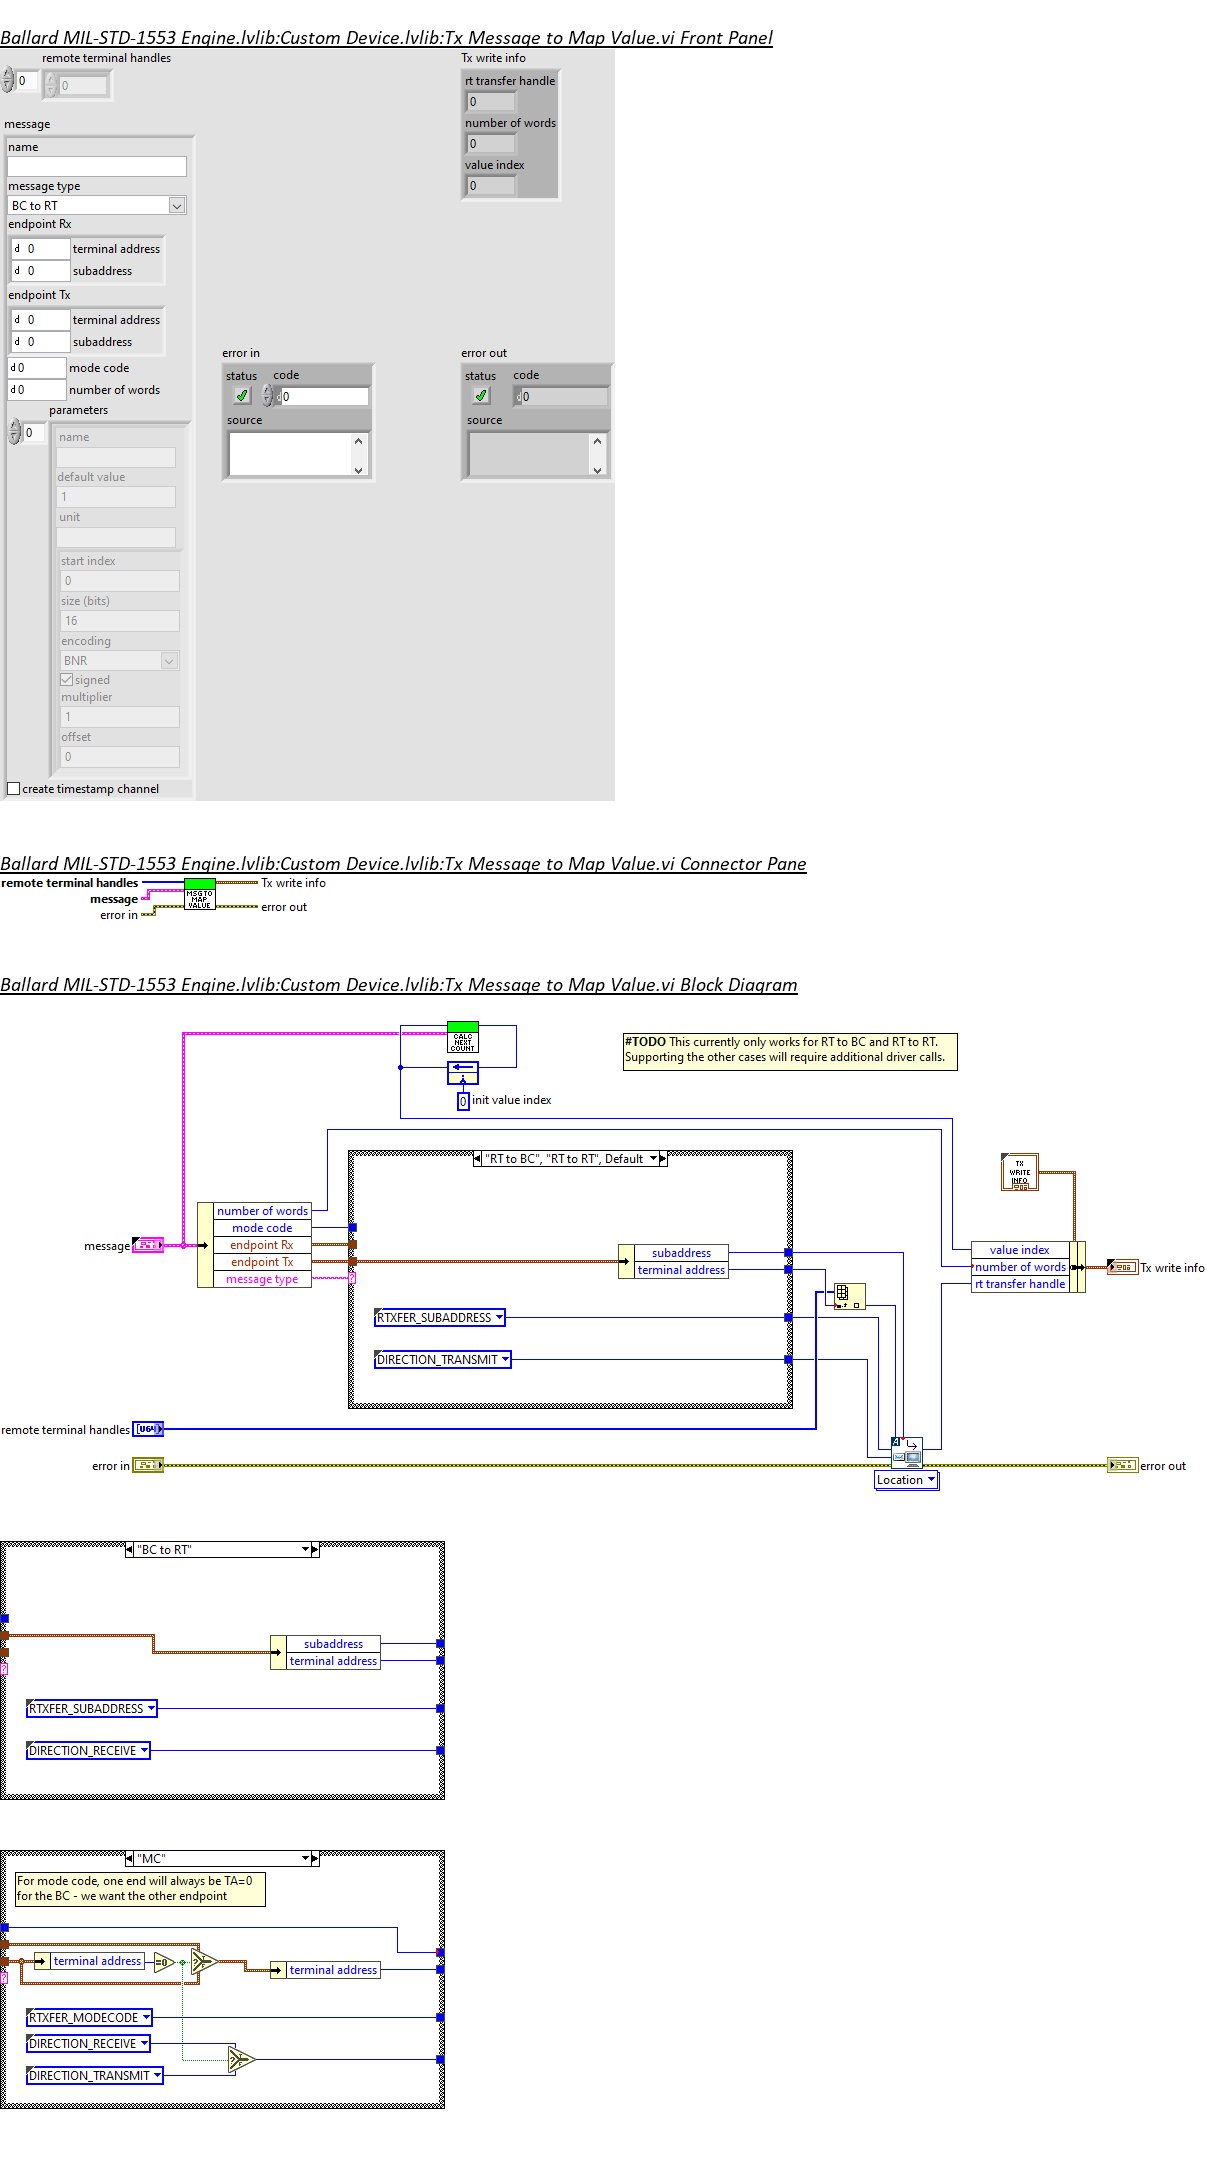 Ballard MIL-STD-1553 Engine.lvlib:Custom Device.lvlib:Tx Message to Map Value.vi Front Panel
remote terminal handles
0
0
message
name
message type
BC to RT
endpoint Rx
d 0 terminal address
d 0 subaddress
endpoint Tx
d 0 terminal address
d 0 subaddress
d 0 mode code
d 0 number of words
parameters
0
name
default value
1
unit
start index
0
size (bits)
16
encoding
BNR
signed
multiplier
1
offset
0
create timestamp channel
error in
status code
d 0
source
Tx write info
rt transfer handle
0
number of words
0
value index
0
error out
status code
d 0
source
Ballard MIL-STD-1553 Engine.lvlib:Custom Device.lvlib:Tx Message to Map Value.vi Connector Pane
remote terminal handles
message
error in
MSG TO
MAP
VALUE
Tx write info
error out
Ballard MIL-STD-1553 Engine.lvlib:Custom Device.lvlib:Tx Message to Map Value.vi Block Diagram
CALC
NEXT
COUNT
0 init value index
#TODO This currently only works for RT to BC and RT to RT.
Supporting the other cases will require additional driver calls.
"RT to BC", "RT to RT", Default
message
number of words
mode code
endpoint Rx
endpoint Tx
message type
?
subaddress
terminal address
RTXFER_SUBADDRESS
DIRECTION_TRANSMIT
TX
WRITE
INFO
value index
number of words
rt transfer handle
Tx write info
remote terminal handles
[U64]
error in
Location
error out
"BC to RT"
?
subaddress
terminal address
RTXFER_SUBADDRESS
DIRECTION_RECEIVE
"MC"
For mode code, one end will always be TA=0
for the BC - we want the other endpoint
terminal address
=0
? T F
terminal address
?
RTXFER_MODECODE
DIRECTION_RECEIVE
? T F
DIRECTION_TRANSMIT